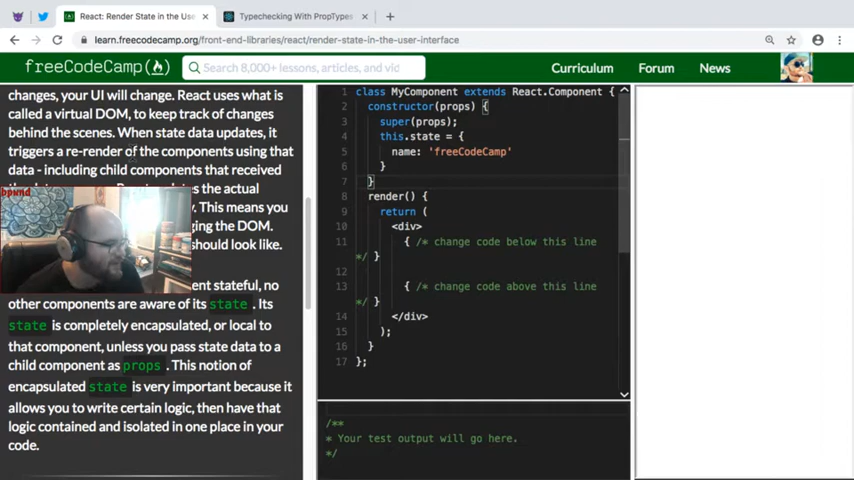 React: Render State in the Use
Typechecking With PropTypes
learn.freecodecamp.org/front-end-libraries/react/render-state-in-the-user-interface
freeCodeCamp
Search 8,000+ lessons, articles, and vid
Curriculum
Forum
News
changes, your UI will change. React uses what is
called a virtual DOM, to keep track of changes
behind the scenes. When state data updates, it
triggers a re-render of the components using that
data - including child components that received
s the actual
y. This means you
ging the DOM.
should look like.
ent stateful, no
other components are aware of its state . Its
state is completely encapsulated, or local to
that component, unless you pass state data to a
child component as props . This notion of
encapsulated state is very important because it
allows you to write certain logic, then have that
logic contained and isolated in one place in your
code.
1 class MyComponent extends React.Component {
2 constructor(props) {
3 super(props);
4 this.state = {
5 name: 'freeCodeCamp'
6 }
7 }
8 render() {
9 return (
10 <div>
11 { /* change code below this line
*/ }
12
13 { /* change code above this line
*/ }
14 </div>
15 );
16 }
17 };
/**
* Your test output will go here.
*/